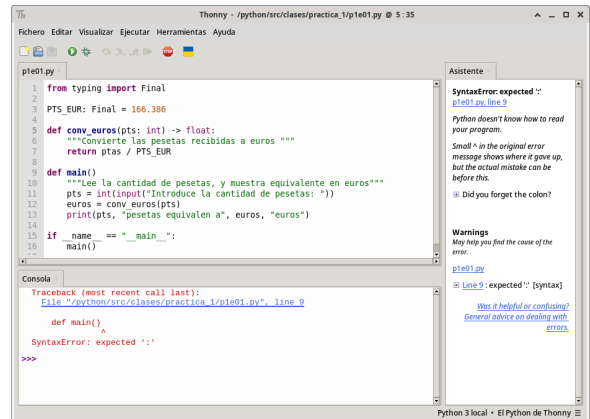 Thonny - /python/src/clases/practica_1/p1e01.py @ 5 : 35
Fichero Editar Visualizar Ejecutar Herramientas Ayuda
p1e01.py
1 from typing import Final
2
3 PTS_EUR: Final = 166.386
4
5 def conv_euros(pts: int) -> float:
6 """Convierte las pesetas recibidas a euros """
7 return ptas / PTS_EUR
8
9 def main()
10 """Lee la cantidad de pesetas, y muestra equivalente en euros"""
11 pts = int(input("Introduce la cantidad de pesetas: "))
12 euros = conv_euros(pts)
13 print(pts, "pesetas equivalen a", euros, "euros")
14
15 if __name__ == "__main__":
16 main()
Consola
Traceback (most recent call last):
File "/python/src/clases/practica_1/p1e01.py", line 9
def main()
^
SyntaxError: expected ':'
>>>
Asistente
SyntaxError: expected ':'
p1e01.py, line 9
Python doesn't know how to read
your program.
Small ^ in the original error
message shows where it gave up,
but the actual mistake can be
before this.
Did you forget the colon?
Warnings
May help you find the cause of the
error.
p1e01.py
Line 9 : expected ':' [syntax]
Was it helpful or confusing?
General advice on dealing with
errors.
Python 3 local • El Python de Thonny ☰